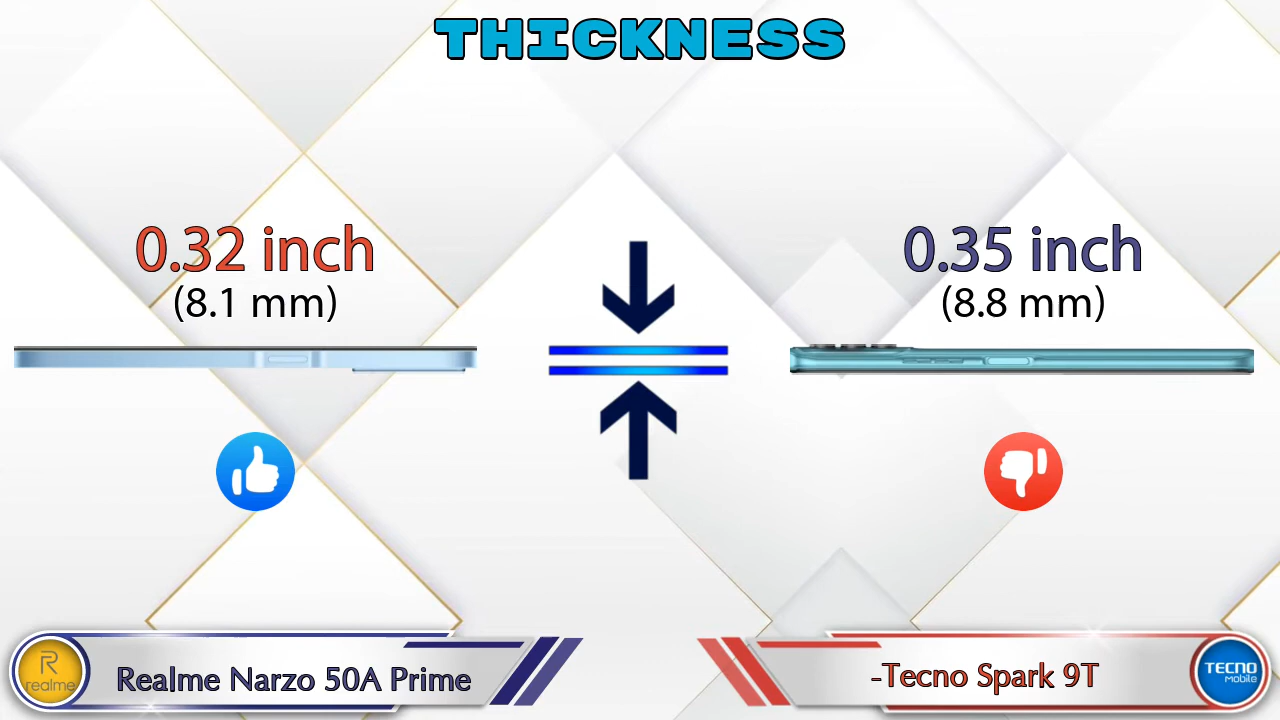 THICKNESS
0.32 inch
(8.1 mm)
0.35 inch
(8.8 mm)
R
realme
Realme Narzo 50A Prime
-Tecno Spark 9T
TECNO
Mobile